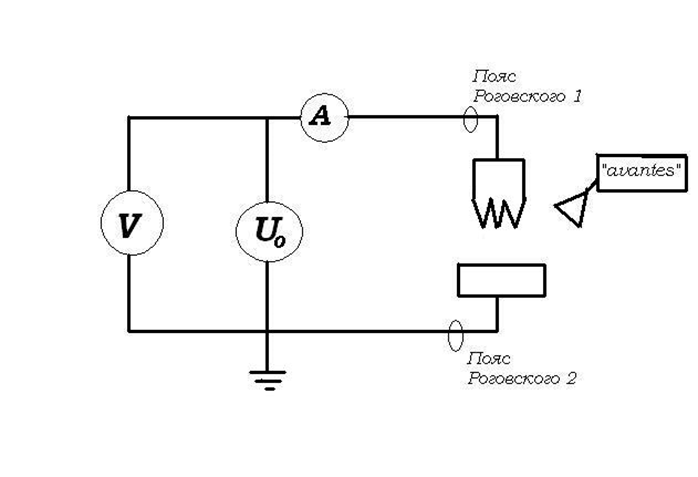 Пояс
Роговского 1
A
"avantes"
V
U₀
Пояс
Роговского 2